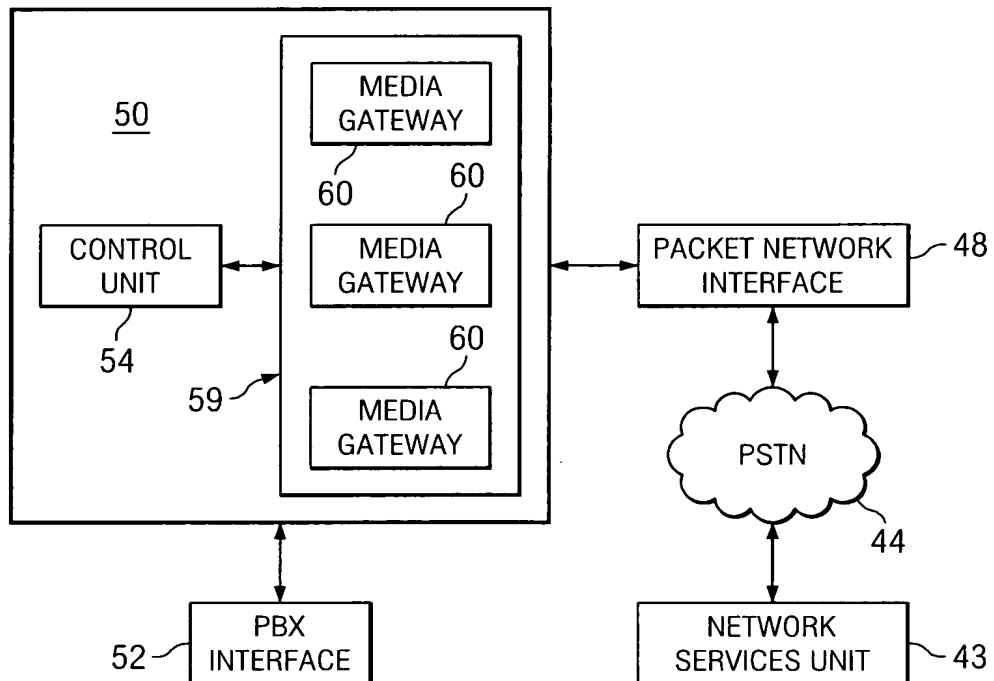 50
MEDIA
GATEWAY
60
CONTROL
UNIT
54
60
MEDIA
GATEWAY
59
60
MEDIA
GATEWAY
PACKET NETWORK
INTERFACE
48
PSTN
44
PBX
INTERFACE
52
NETWORK
SERVICES UNIT
43